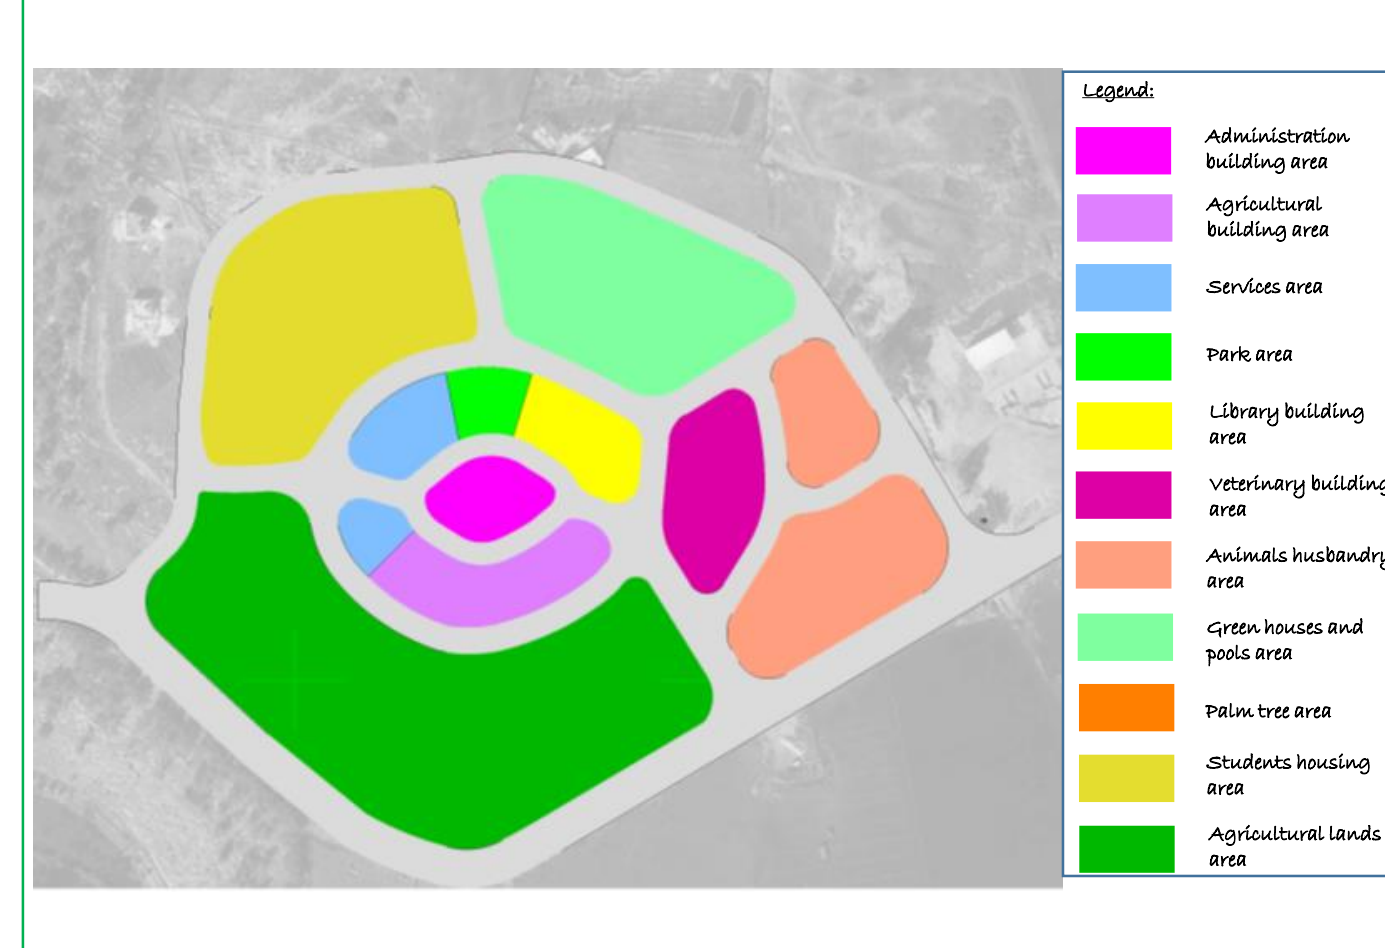 Legend:
Administration
building area
Agricultural
building area
Services area
Park area
Library building
area
Veterinary building
area
Animals husbandry
area
Green houses and
pools area
Palm tree area
Students housing
area
Agricultural lands
area